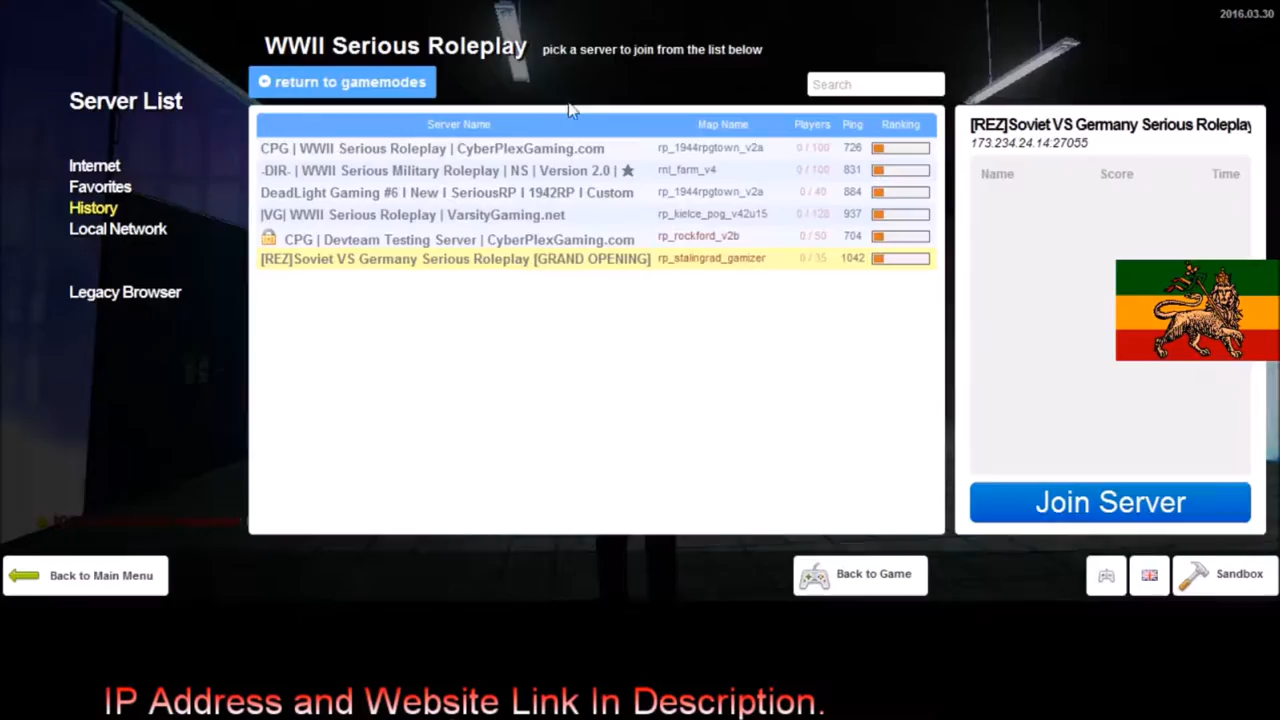 2016.03.30
WWII Serious Roleplay pick a server to join from the list below
return to gamemodes
Search
Server List
Internet
Favorites
History
Local Network
Legacy Browser
Server Name Map Name Players Ping Ranking
CPG | WWII Serious Roleplay | CyberPlexGaming.com rp_1944rpgtown_v2a 0 / 100 726
-DIR- | WWII Serious Military Roleplay | NS | Version 2.0 | ★ rnl_farm_v4 0 / 100 831
DeadLight Gaming #6 I New I SeriousRP I 1942RP I Custom rp_1944rpgtown_v2a 0 / 40 884
|VG| WWII Serious Roleplay | VarsityGaming.net rp_kielce_pog_v42u15 0 / 128 937
CPG | Devteam Testing Server | CyberPlexGaming.com rp_rockford_v2b 0 / 50 704
[REZ]Soviet VS Germany Serious Roleplay [GRAND OPENING] rp_stalingrad_gamizer 0 / 35 1042
[REZ]Soviet VS Germany Serious Roleplay
173.234.24.14:27055
Name Score Time
Join Server
Back to Main Menu
Back to Game
Sandbox
IP Address and Website Link In Description.